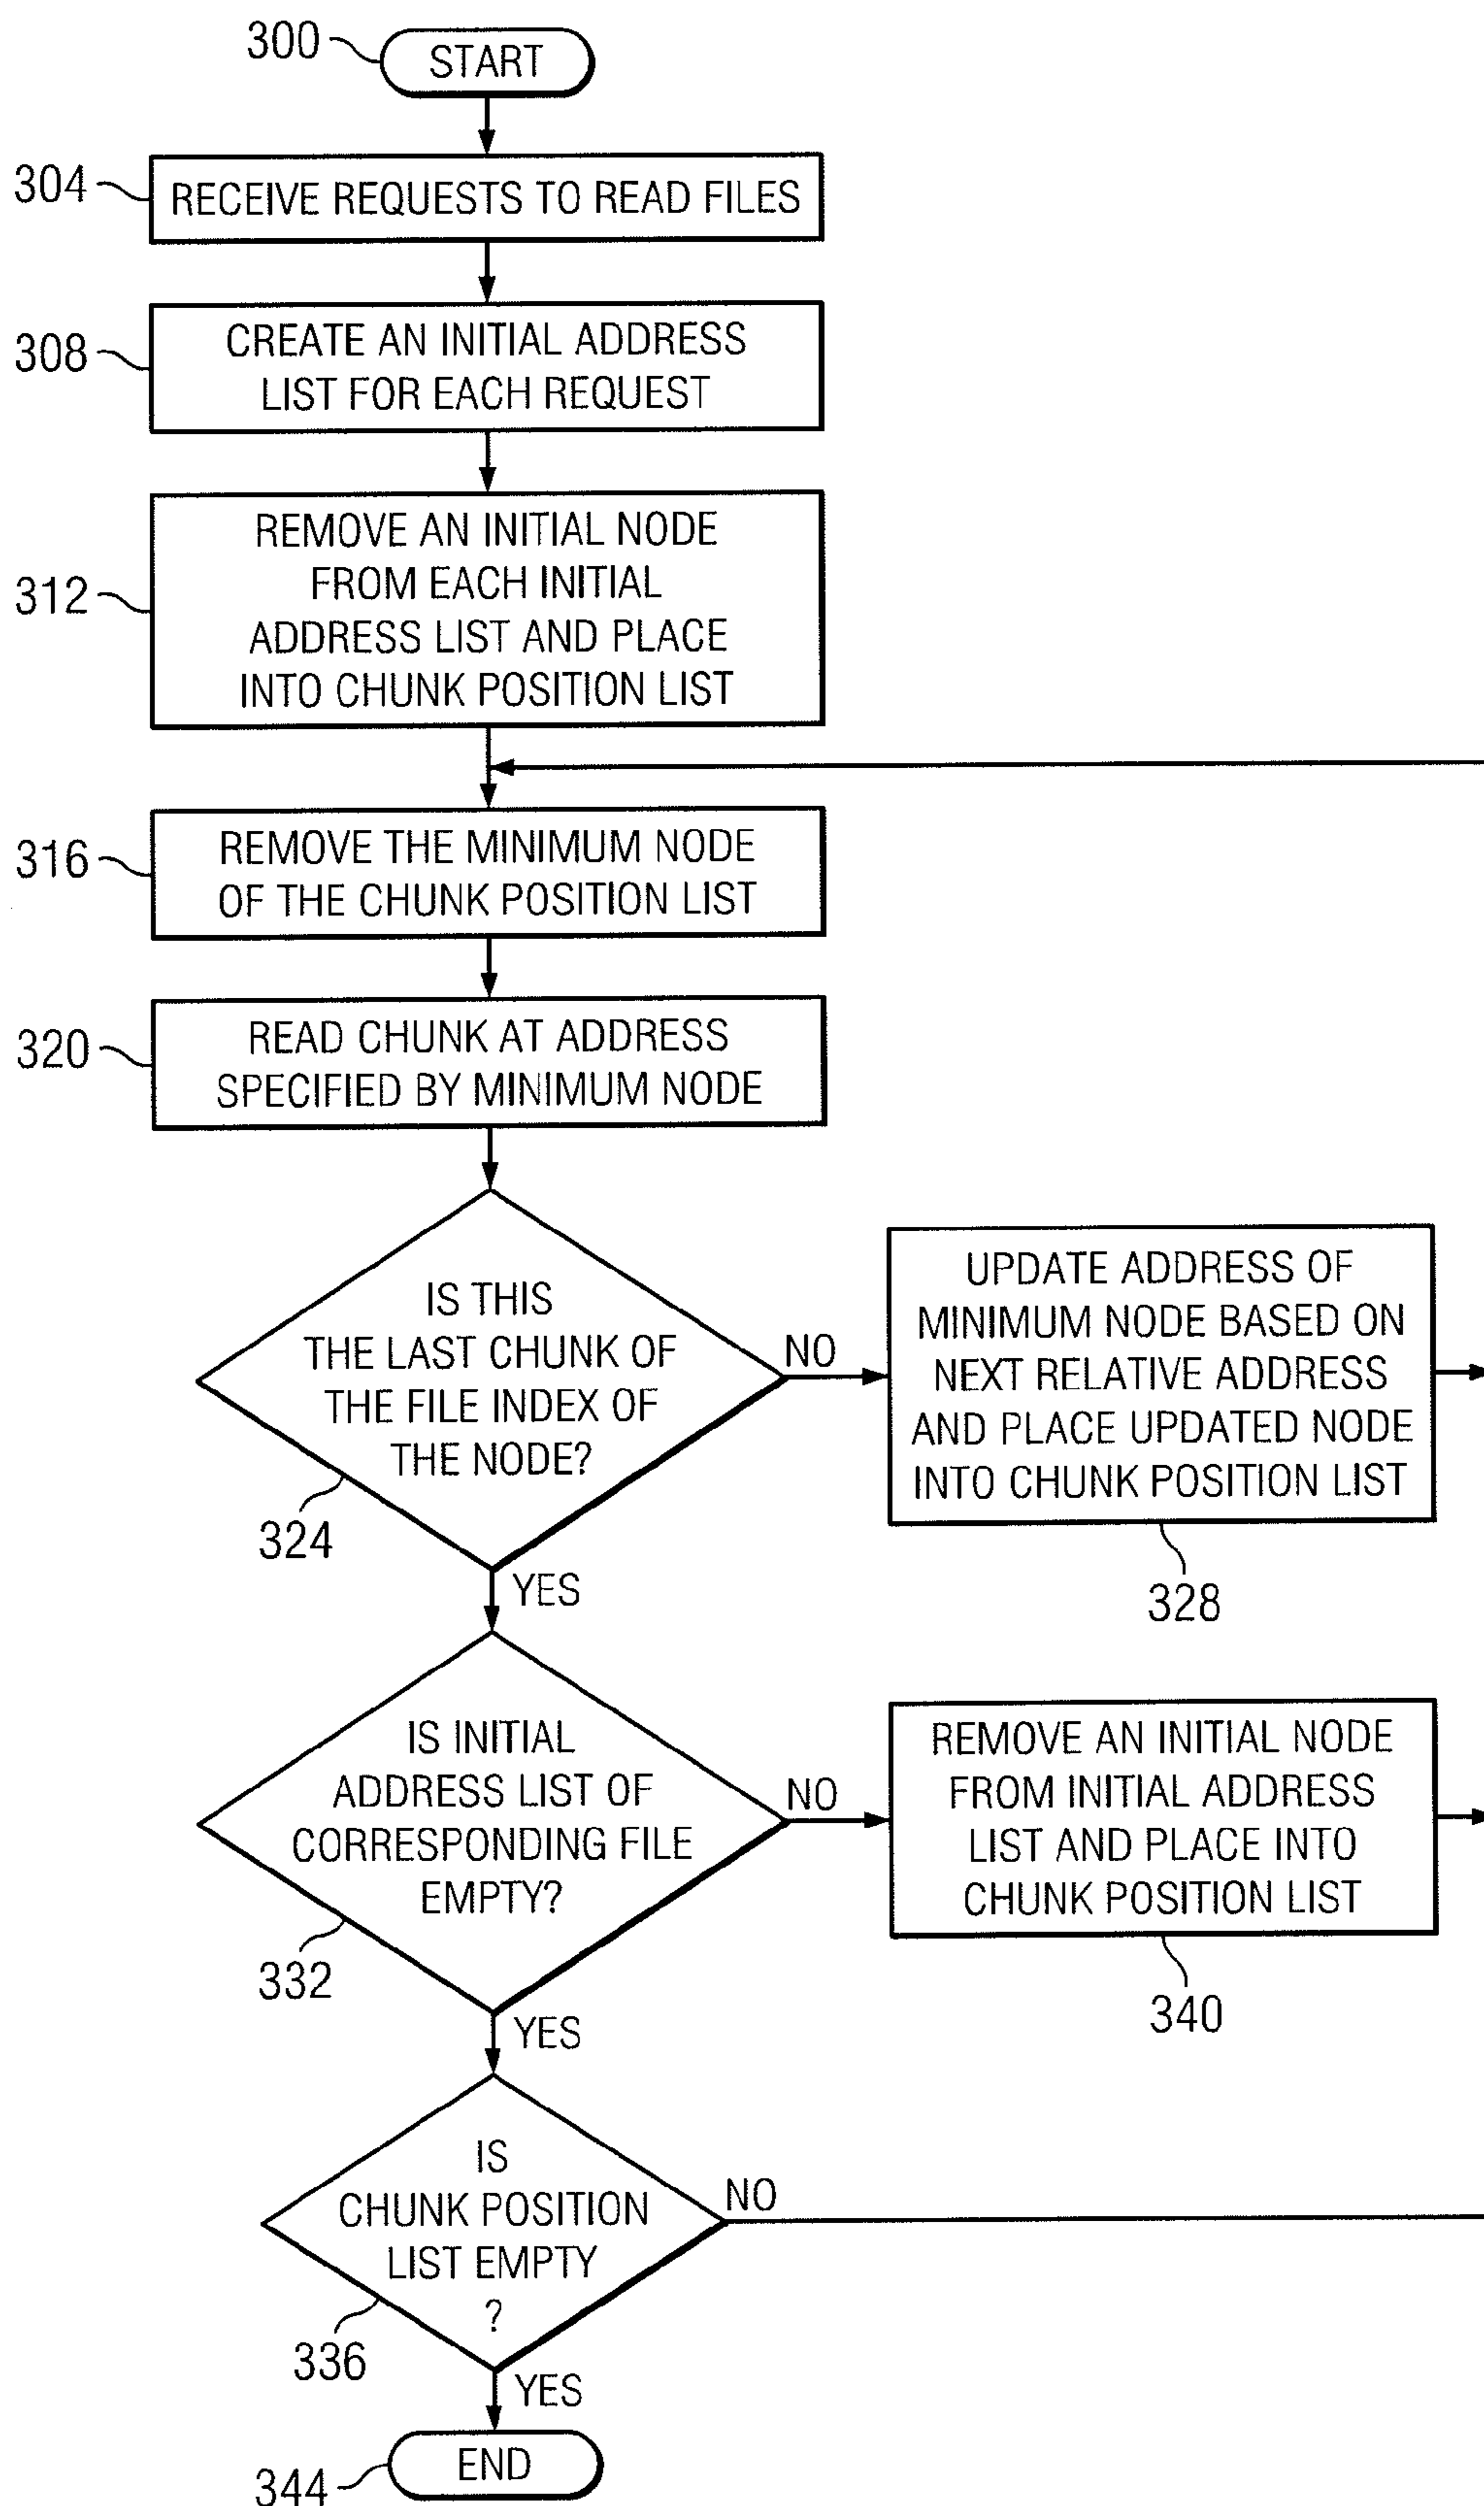 300
START
304
RECEIVE REQUESTS TO READ FILES
308
CREATE AN INITIAL ADDRESS
LIST FOR EACH REQUEST
312
REMOVE AN INITIAL NODE
FROM EACH INITIAL
ADDRESS LIST AND PLACE
INTO CHUNK POSITION LIST
316
REMOVE THE MINIMUM NODE
OF THE CHUNK POSITION LIST
320
READ CHUNK AT ADDRESS
SPECIFIED BY MINIMUM NODE
IS THIS
THE LAST CHUNK OF
THE FILE INDEX OF
THE NODE?
324
NO
UPDATE ADDRESS OF
MINIMUM NODE BASED ON
NEXT RELATIVE ADDRESS
AND PLACE UPDATED NODE
INTO CHUNK POSITION LIST
328
YES
IS INITIAL
ADDRESS LIST OF
CORRESPONDING FILE
EMPTY?
332
NO
REMOVE AN INITIAL NODE
FROM INITIAL ADDRESS
LIST AND PLACE INTO
CHUNK POSITION LIST
340
YES
IS
CHUNK POSITION
LIST EMPTY
?
336
NO
YES
END
344